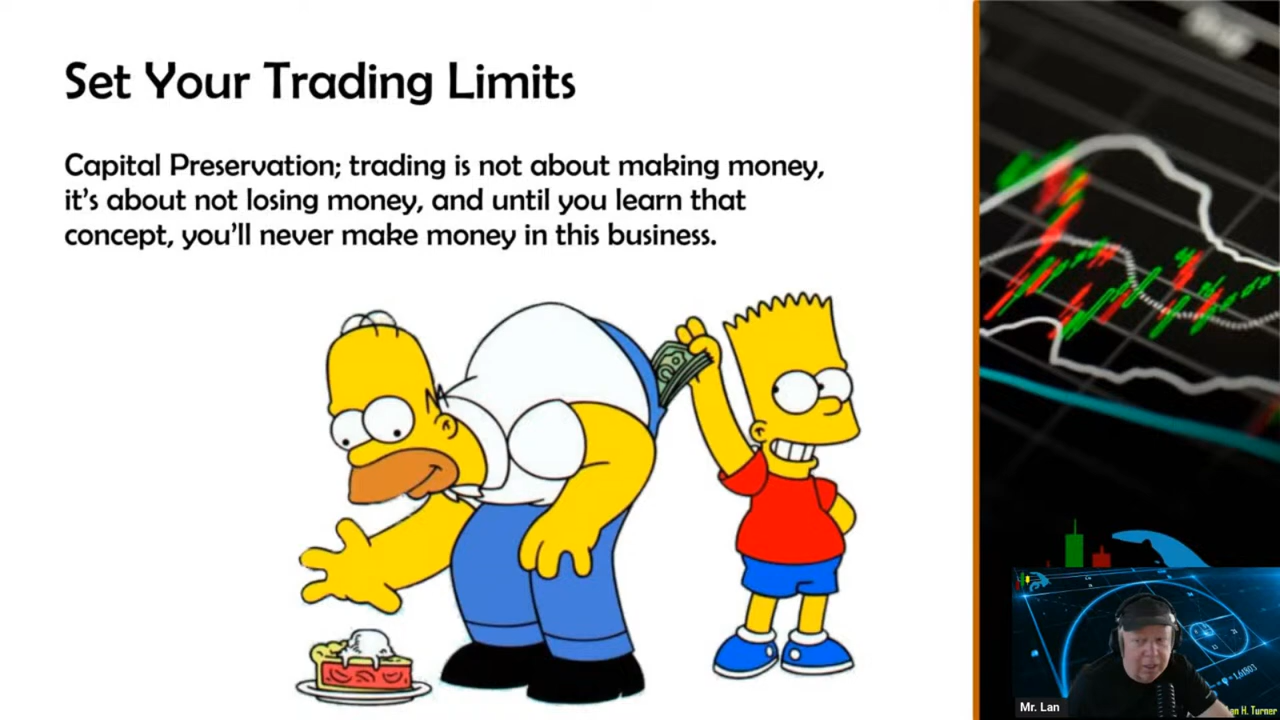 Set Your Trading Limits
Capital Preservation; trading is not about making money,
it's about not losing money, and until you learn that
concept, you'll never make money in this business.
Mr. Lan
H. Turner